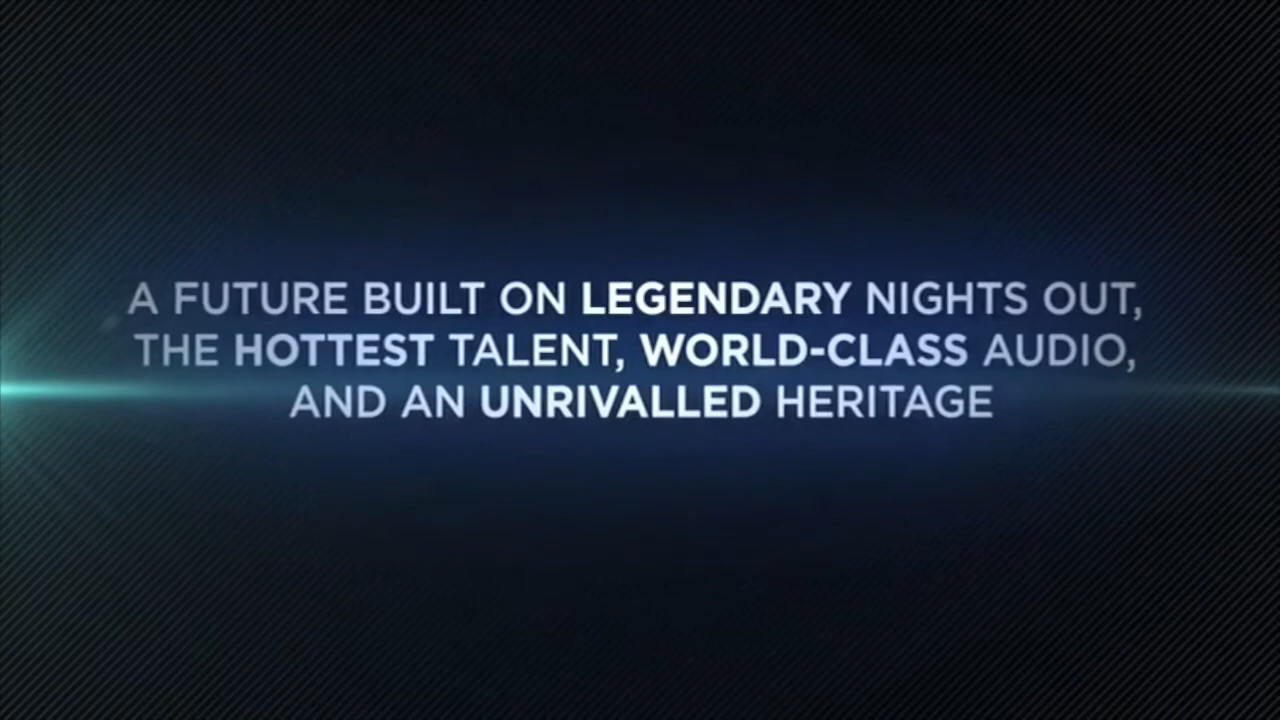 A FUTURE BUILT ON LEGENDARY NIGHTS OUT,
THE HOTTEST TALENT, WORLD-CLASS AUDIO,
AND AN UNRIVALLED HERITAGE